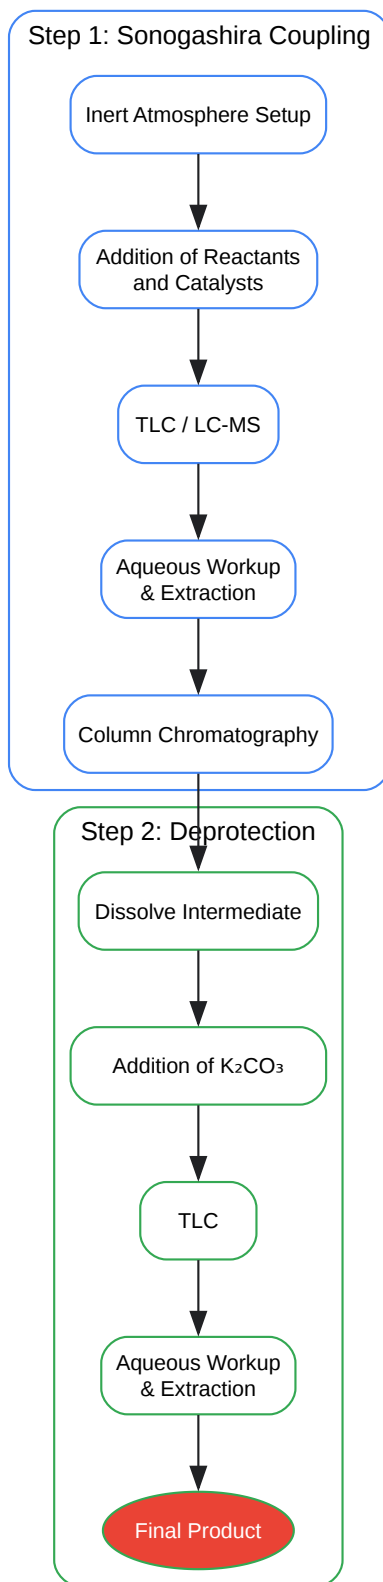 Step 1: Sonogashira Coupling
Inert Atmosphere Setup
Addition of Reactants
and Catalysts
TLC / LC-MS
Aqueous Workup
& Extraction
Column Chromatography
Step 2: Deprotection
Dissolve Intermediate
Addition of K₂CO₃
TLC
Aqueous Workup
& Extraction
Final Product